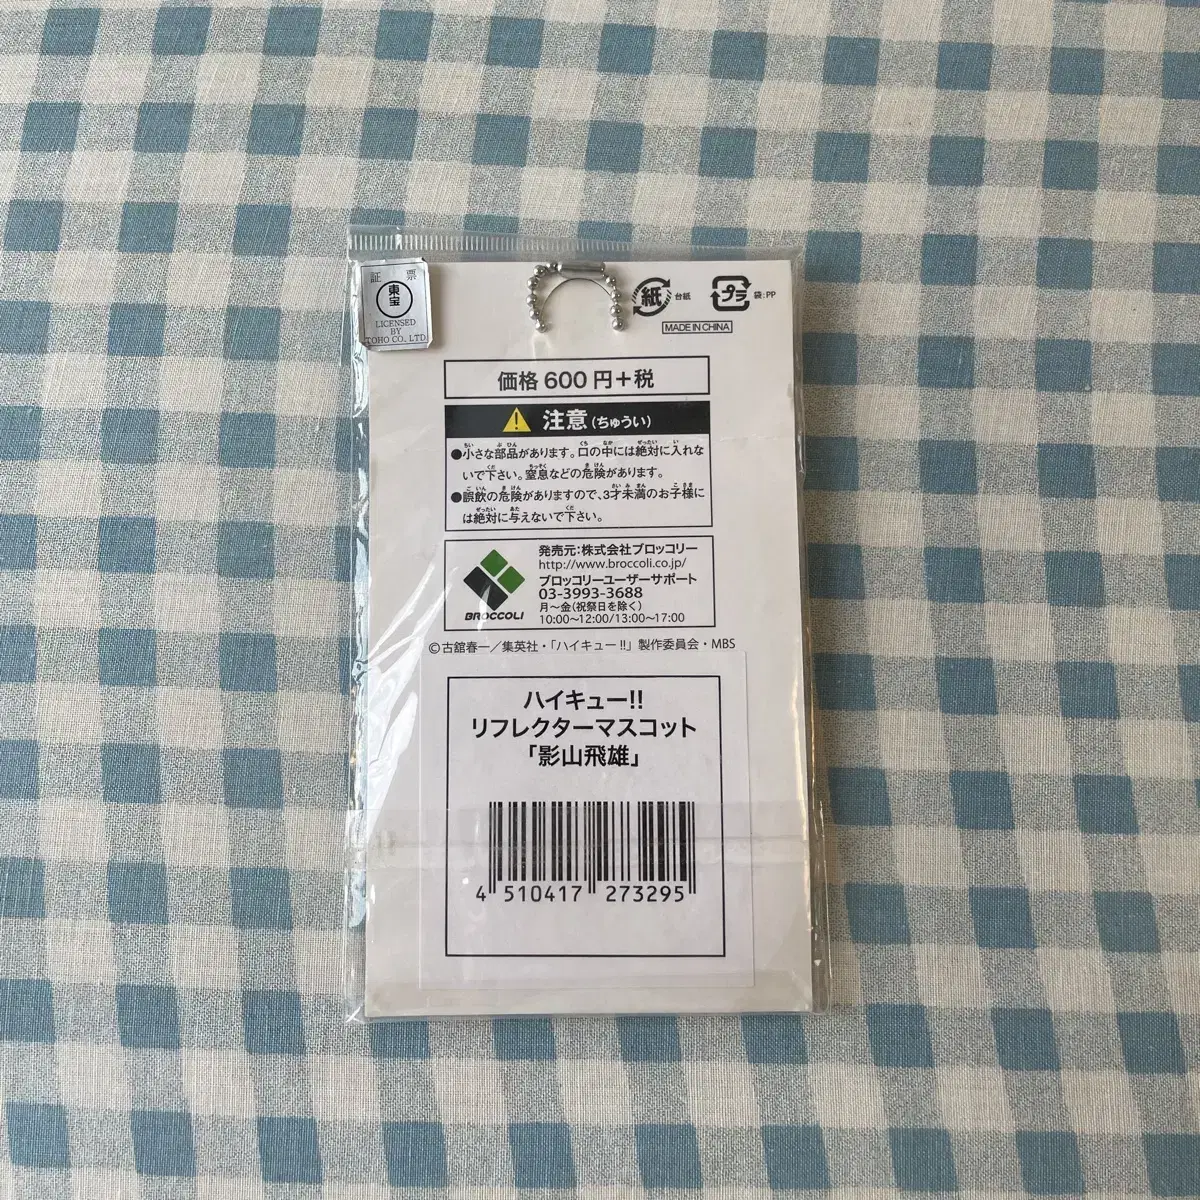 証 票
東宝
LICENSED
BY
TOHO CO. LTD.
紙 台紙
プラ 袋:PP
MADE IN CHINA
価格 600 円+税
注意(ちゅうい)
●小さな部品があります。口の中には絶対に入れな
いで下さい。窒息などの危険があります。
●誤飲の危険がありますので、3才未満のお子様に
は絶対に与えないで下さい。
発売元:株式会社ブロッコリー
http://www.broccoli.co.jp/
ブロッコリーユーザーサポート
03-3993-3688
月〜金(祝祭日を除く)
10:00〜12:00/13:00〜17:00
BROCCOLI
©古舘春一/集英社・「ハイキュー!!」製作委員会・MBS
ハイキュー!!
リフレクターマスコット
「影山飛雄」
4 510417 273295